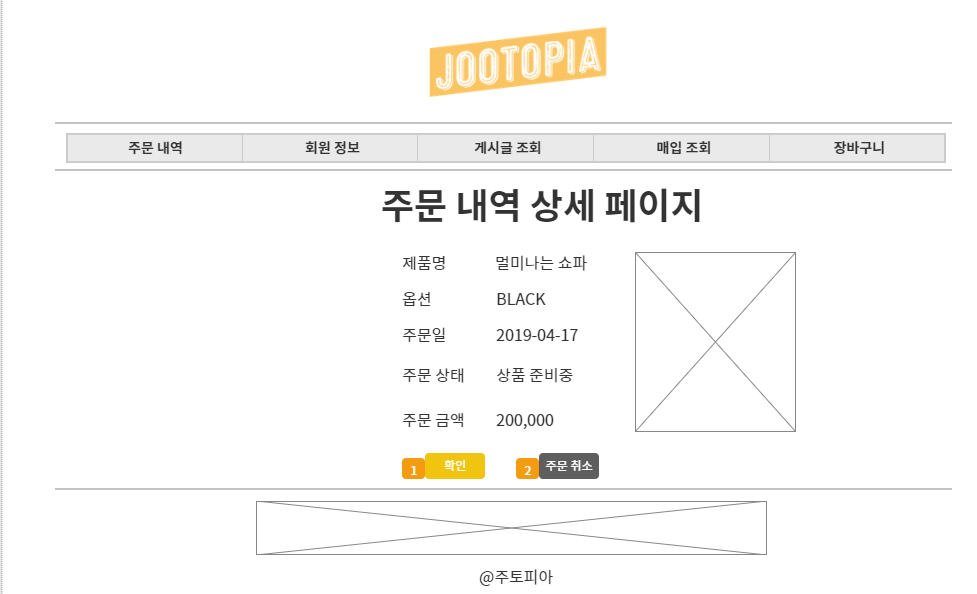 JOOTOPIA
주문 내역 회원 정보 게시글 조회 매입 조회 장바구니
주문 내역 상세 페이지
제품명 멀미나는 쇼파
옵션 BLACK
주문일 2019-04-17
주문 상태 상품 준비중
주문 금액 200,000
1 확인 2 주문 취소
@주토피아